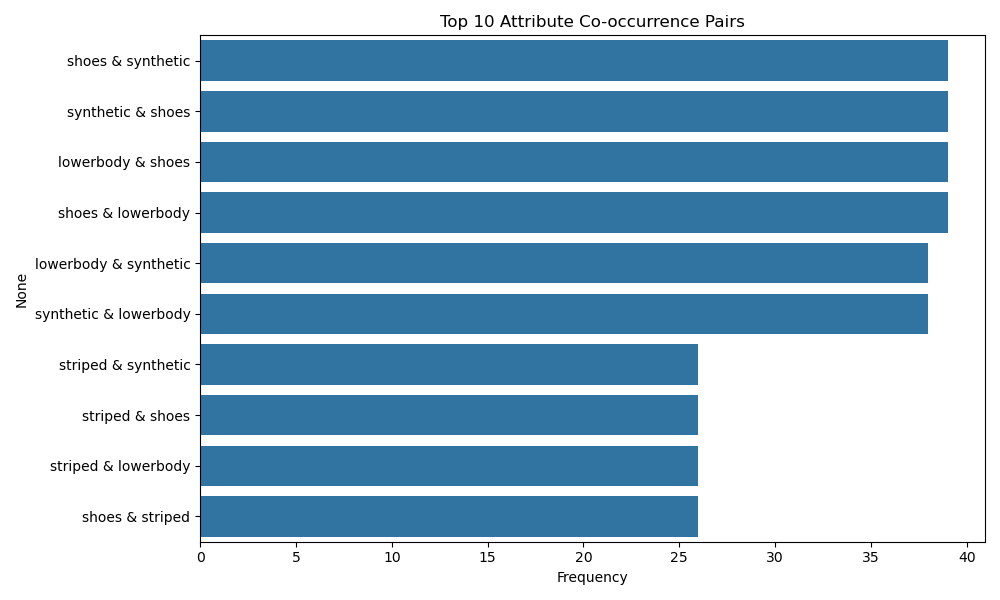 Top 10 Attribute Co-occurrence Pairs
shoes & synthetic
synthetic & shoes
lowerbody & shoes
shoes & lowerbody
lowerbody & synthetic
synthetic & lowerbody
striped & synthetic
striped & shoes
striped & lowerbody
shoes & striped
None
0 5 10 15 20 25 30 35 40
Frequency